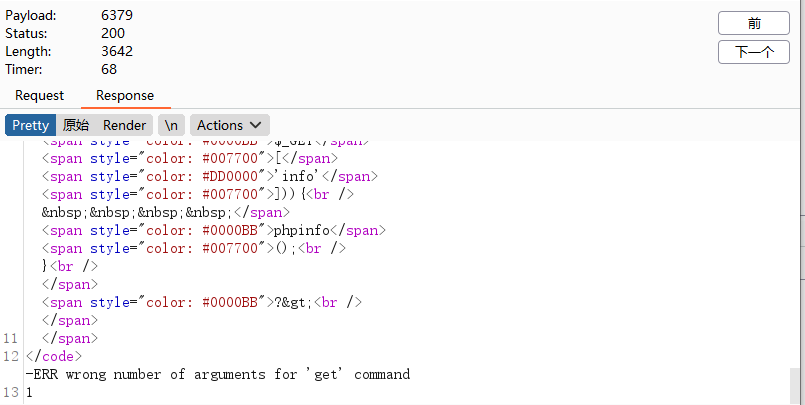 Payload: 6379
前
Status: 200
Length: 3642
下一个
Timer: 68
Request Response
Pretty 原始 Render \n Actions
<span style="color: #0000BB">$_GET</span>
<span style="color: #007700">[</span>
<span style="color: #DD0000">'info'</span>
<span style="color: #007700">])){<br />
&nbsp;&nbsp;&nbsp;&nbsp;</span>
<span style="color: #0000BB">phpinfo</span>
<span style="color: #007700">();<br />
}<br />
</span>
<span style="color: #0000BB">?&gt;<br />
</span>
11 </span>
12 </code>
-ERR wrong number of arguments for 'get' command
13 1